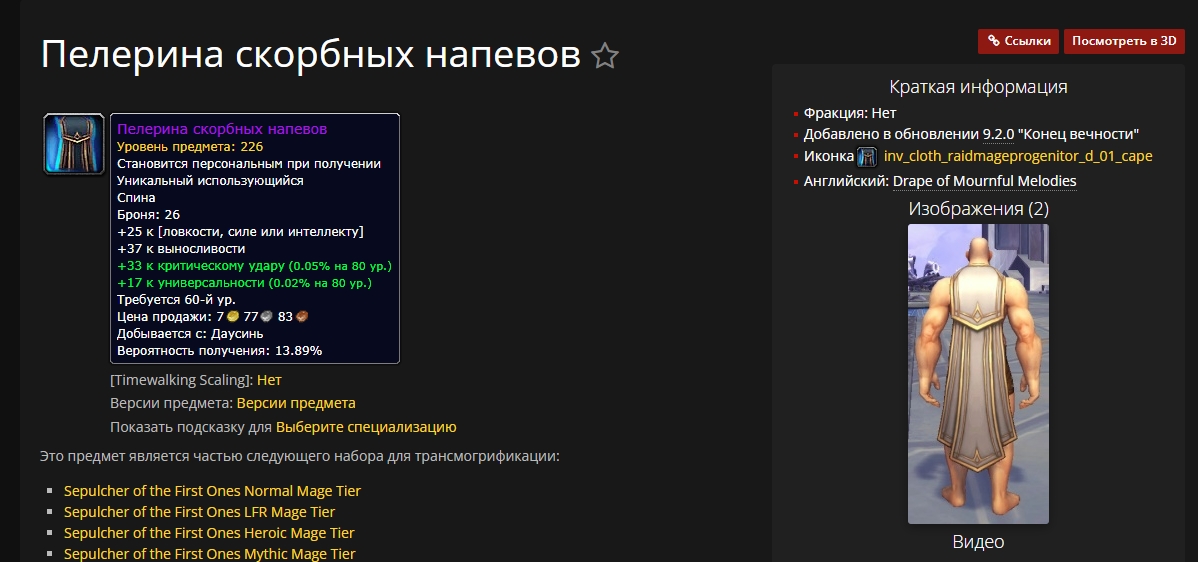 Пелерина скорбных напевов
Пелерина скорбных напевов
Уровень предмета: 226
Становится персональным при получении
Уникальный использующийся
Спина
Броня: 26
+25 к [ловкости, силе или интеллекту]
+37 к выносливости
+33 к критическому удару (0.05% на 80 ур.)
+17 к универсальности (0.02% на 80 ур.)
Требуется 60-й ур.
Цена продажи: 7 77 83
Добывается с: Даусинь
Вероятность получения: 13.89%
[Timewalking Scaling]: Нет
Версии предмета: Версии предмета
Показать подсказку для Выберите специализацию
Это предмет является частью следующего набора для трансмогрификации:
Sepulcher of the First Ones Normal Mage Tier
Sepulcher of the First Ones LFR Mage Tier
Sepulcher of the First Ones Heroic Mage Tier
Sepulcher of the First Ones Mythic Mage Tier
Ссылки Посмотреть в 3D
Краткая информация
Фракция: Нет
Добавлено в обновлении 9.2.0 "Конец вечности"
Иконка inv_cloth_raidmageprogenitor_d_01_cape
Английский: Drape of Mournful Melodies
Изображения (2)
Видео